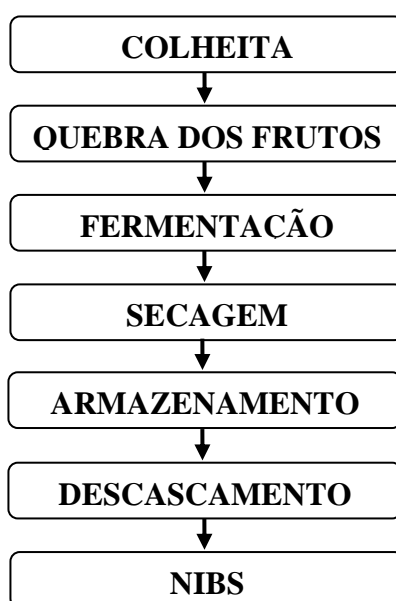 COLHEITA
QUEBRA DOS FRUTOS
FERMENTAÇÃO
SECAGEM
ARMAZENAMENTO
DESCASCAMENTO
NIBS